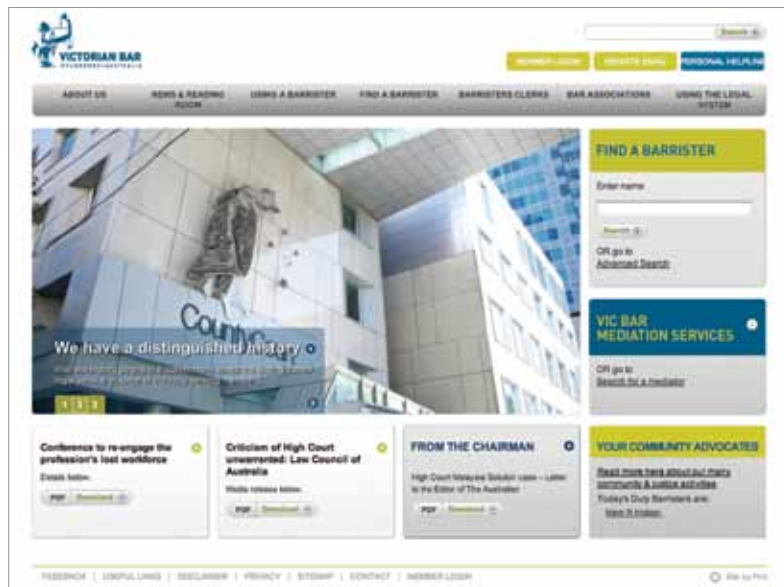 VICTORIAN BAR
Search
MEMBER LOGIN
PERSONAL HELPLINE
ABOUT US
NEWS & READING
ROOM
USING A BARRISTER
FIND A BARRISTER
BARRISTERS CLERKS
BAR ASSOCIATIONS
USING THE LEGAL
SYSTEM
County Court
We have a distinguished history
1 2 3
FIND A BARRISTER
Enter name
Search
OR go to
Advanced Search
VIC BAR
MEDIATION SERVICES
OR go to
Search for a mediator
Conference to re-engage the
profession's lost workforce
Details below.
PDF Download
Criticism of High Court
unwarranted: Law Council of
Australia
Media release below.
PDF Download
FROM THE CHAIRMAN
High Court Malaysia Solution case – Letter
to the Editor of The Australian
PDF Download
YOUR COMMUNITY ADVOCATES
Read more here about our many
community & justice activities
Today's Duty Barristers are:
FEEDBACK | USEFUL LINKS | DISCLAIMER | PRIVACY | SITEMAP | CONTACT | MEMBER LOGIN
Site by